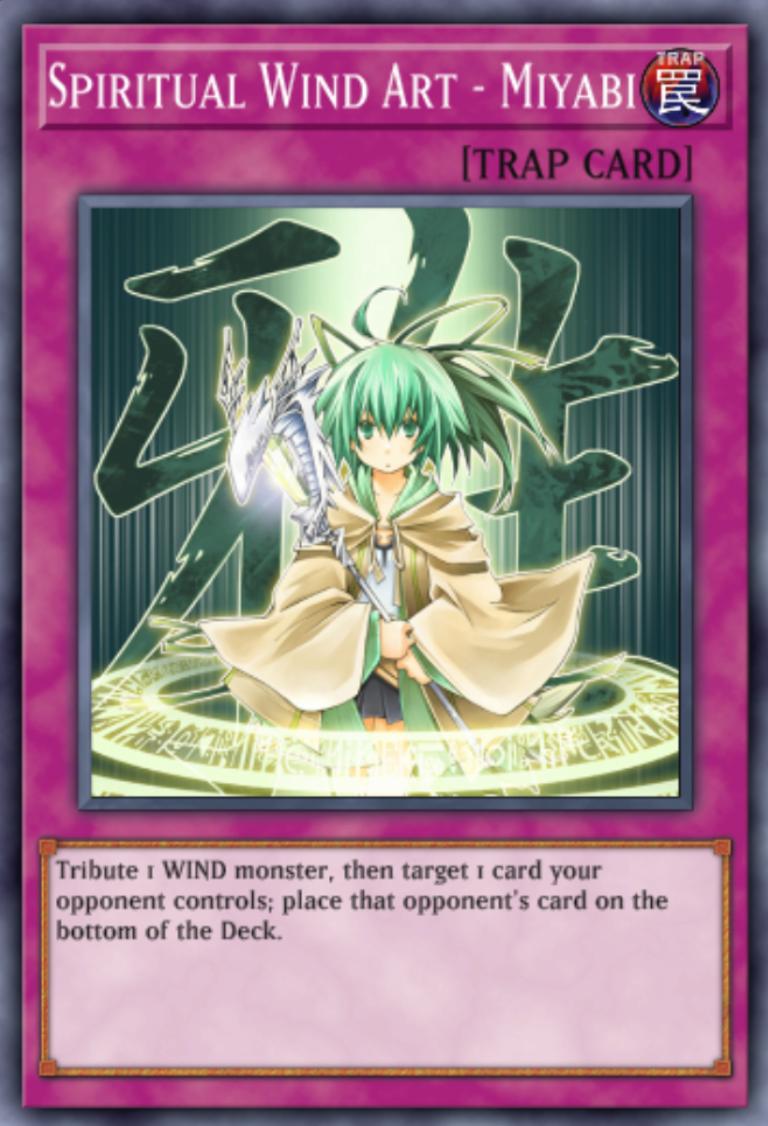 Spiritual Wind Art - Miyabi
TRAP
罠
[TRAP CARD]
雅
Tribute 1 WIND monster, then target 1 card your
opponent controls; place that opponent's card on the
bottom of the Deck.